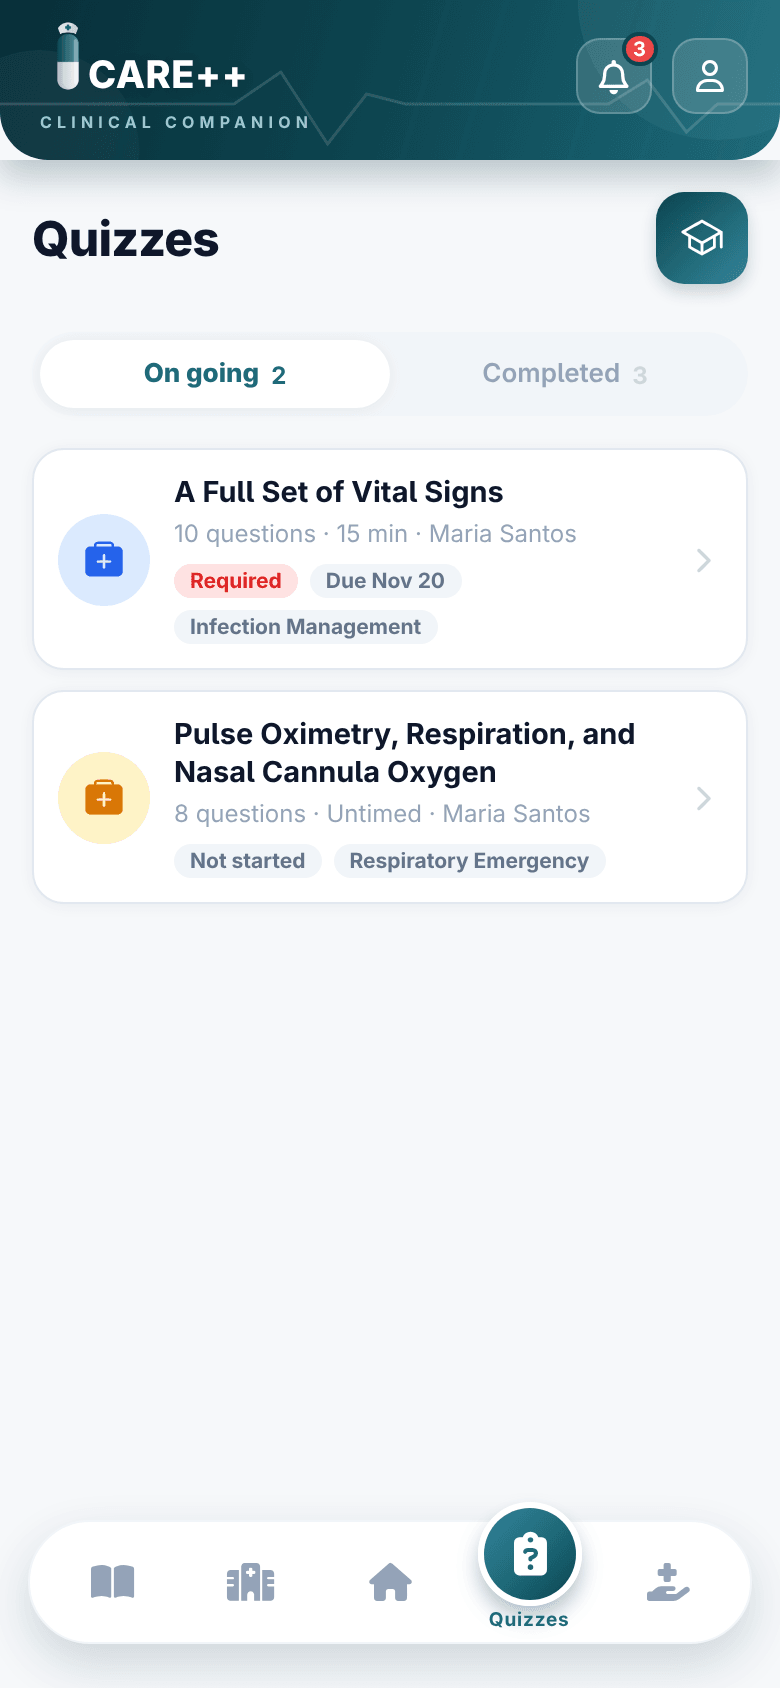 CARE++
3
CLINICAL COMPANION
Quizzes
On going 2
Completed 3
A Full Set of Vital Signs
10 questions · 15 min · Maria Santos
Required
Due Nov 20
Infection Management
Pulse Oximetry, Respiration, and
Nasal Cannula Oxygen
8 questions · Untimed · Maria Santos
Not started
Respiratory Emergency
Quizzes